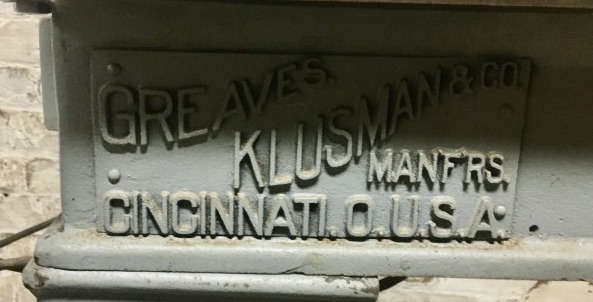 GREAVES.
KLUSMAN & CO.
MANF'RS.
CINCINNATI. O. U.S.A.